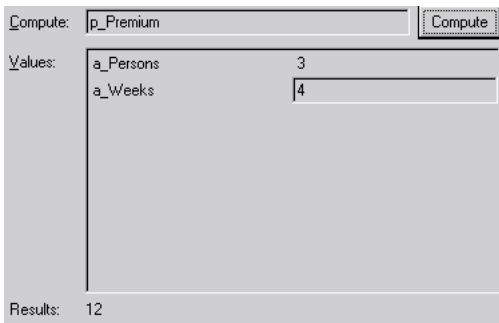 Compute: p_Premium Compute
Values: a_Persons 3
a_Weeks 4
Results: 12